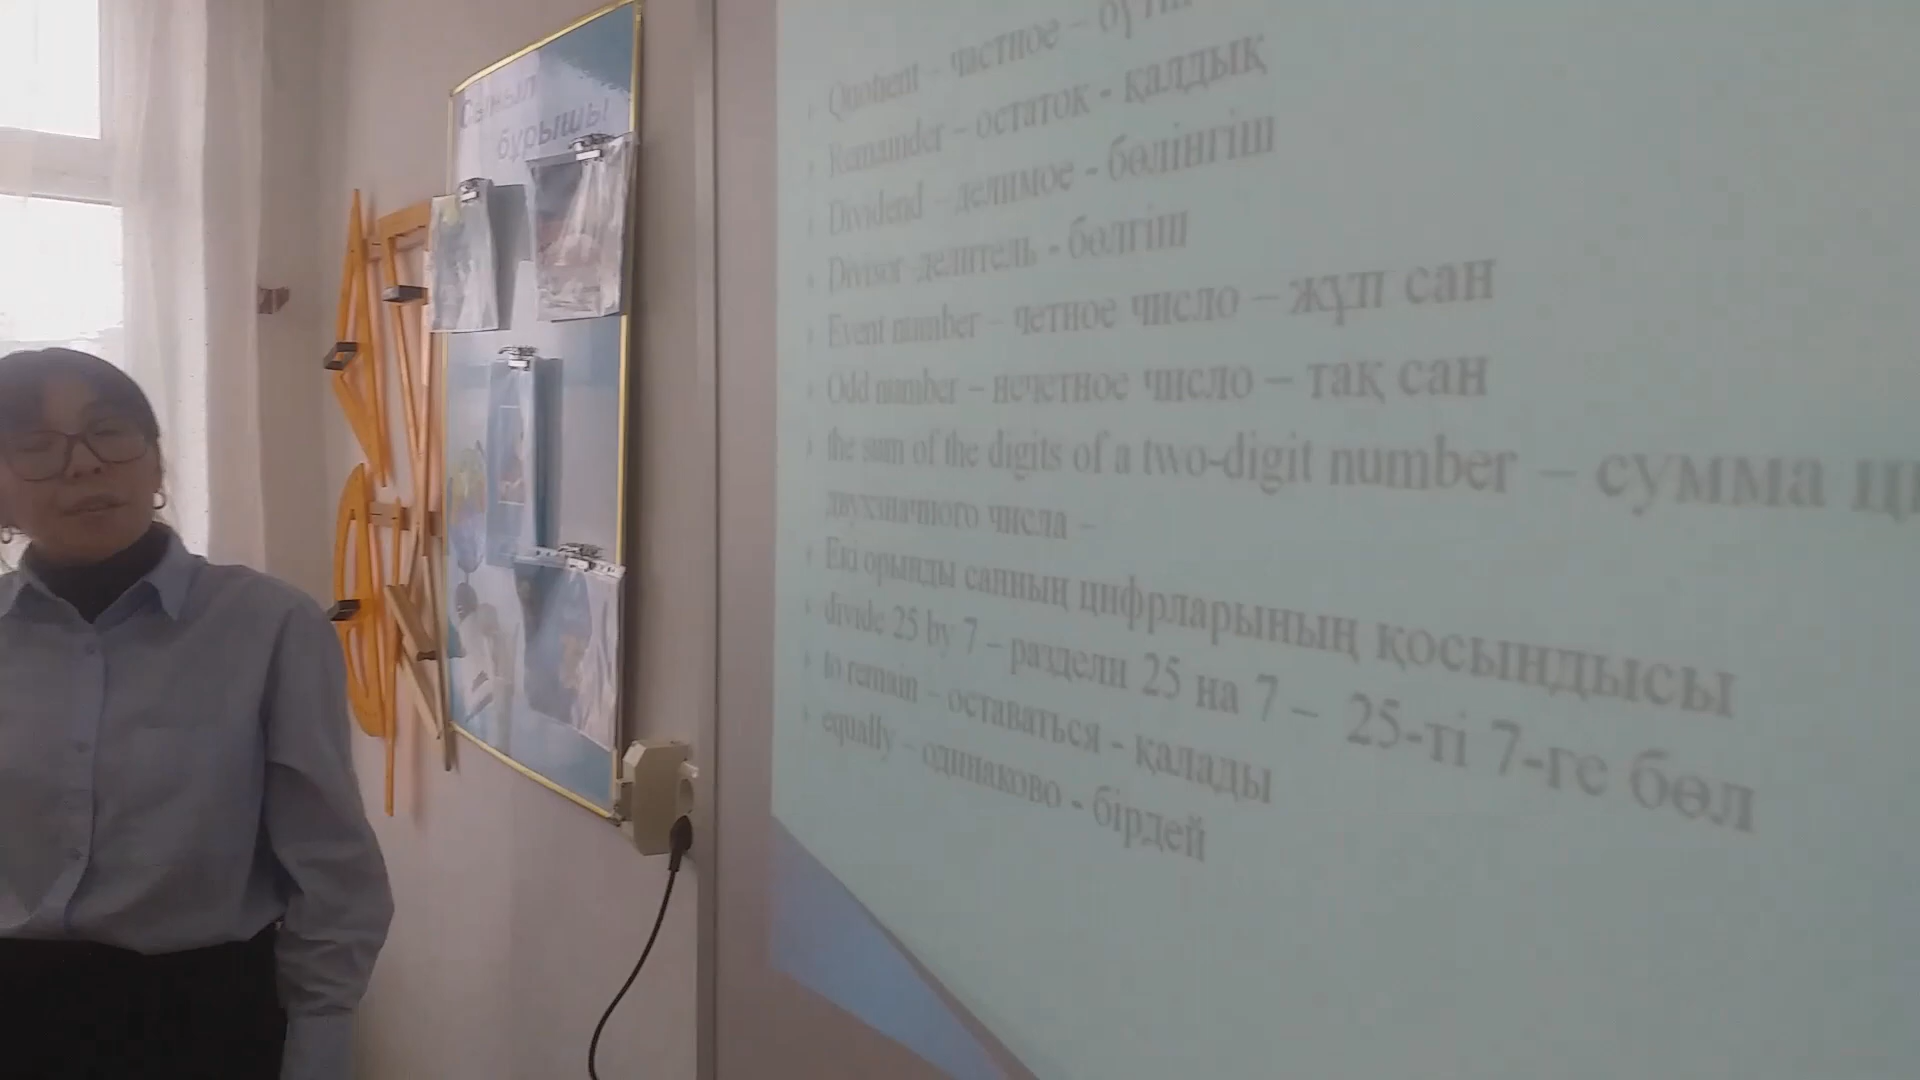 Сынып
бұрышы
Quotient – частное –
Remainder – остаток - қалдық
Dividend – делимое - бөлінгіш
Divisor -делитель - бөлгіш
Event number – четное число – жұп сан
Odd number – нечетное число – тақ сан
the sum of the digits of a two-digit number – сумма
двухзначного числа –
Екі орынды санның цифрларының қосындысы
divide 25 by 7 – раздели 25 на 7 – 25-ті 7-ге бөл
to remain – оставаться - қалады
equally – одинаково - бірдей